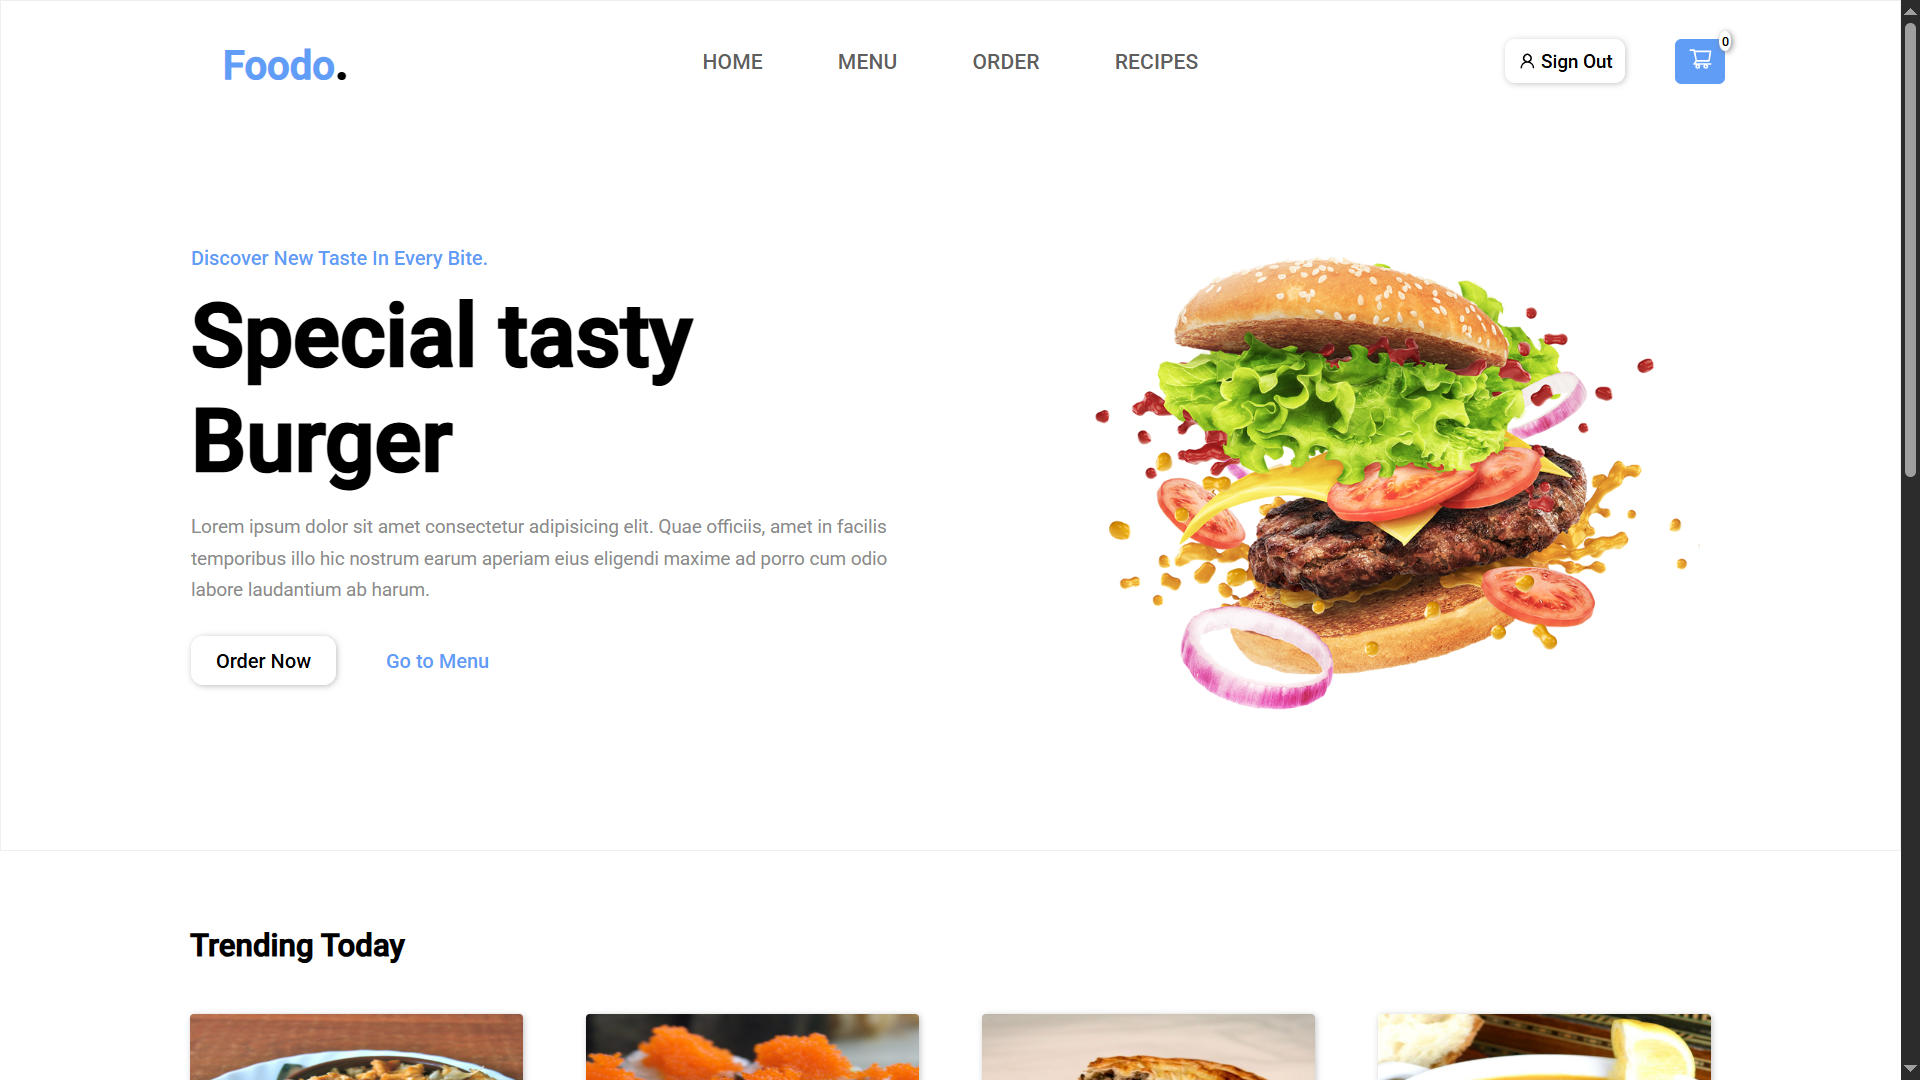 Foodo.
HOME
MENU
ORDER
RECIPES
Sign Out
0
Discover New Taste In Every Bite.
Special tasty
Burger
Lorem ipsum dolor sit amet consectetur adipisicing elit. Quae officiis, amet in facilis
temporibus illo hic nostrum earum aperiam eius eligendi maxime ad porro cum odio
labore laudantium ab harum.
Order Now
Go to Menu
Trending Today